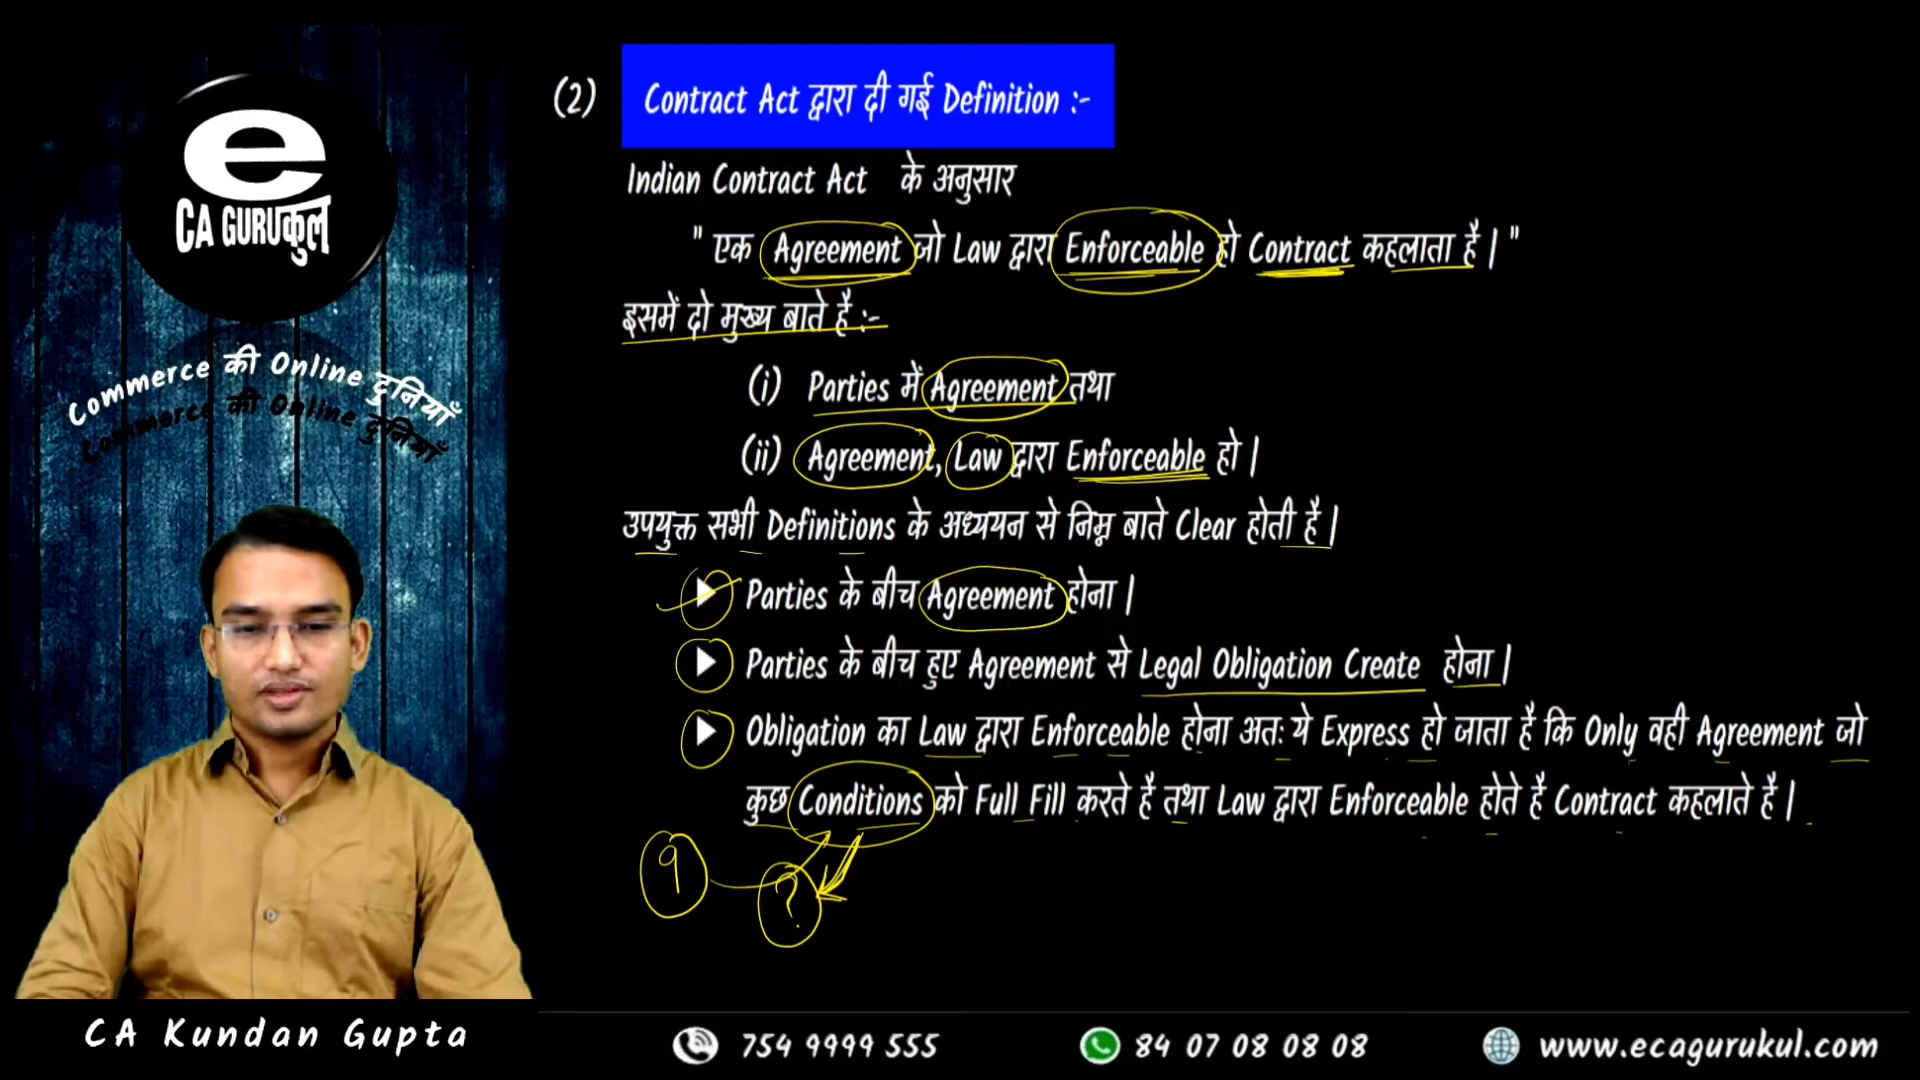 e
CA GURUकुल
Commerce की Online दुनियाँ
Commerce की Online दुनियाँ
CA Kundan Gupta
(2) Contract Act द्वारा दी गई Definition :-
Indian Contract Act के अनुसार
" एक Agreement जो Law द्वारा Enforceable हो Contract कहलाता है | "
इसमें दो मुख्य बाते है :-
(i) Parties में Agreement तथा
(ii) Agreement, Law द्वारा Enforceable हो |
उपयुक्त सभी Definitions के अध्ययन से निम्न बाते Clear होती है |
Parties के बीच Agreement होना |
Parties के बीच हुए Agreement से Legal Obligation Create होना |
Obligation का Law द्वारा Enforceable होना अतः ये Express हो जाता है कि Only वही Agreement जो
कुछ Conditions को Full Fill करते है तथा Law द्वारा Enforceable होते है Contract कहलाते है |
9 ?
754 9999 555 84 07 08 08 08 www.ecagurukul.com